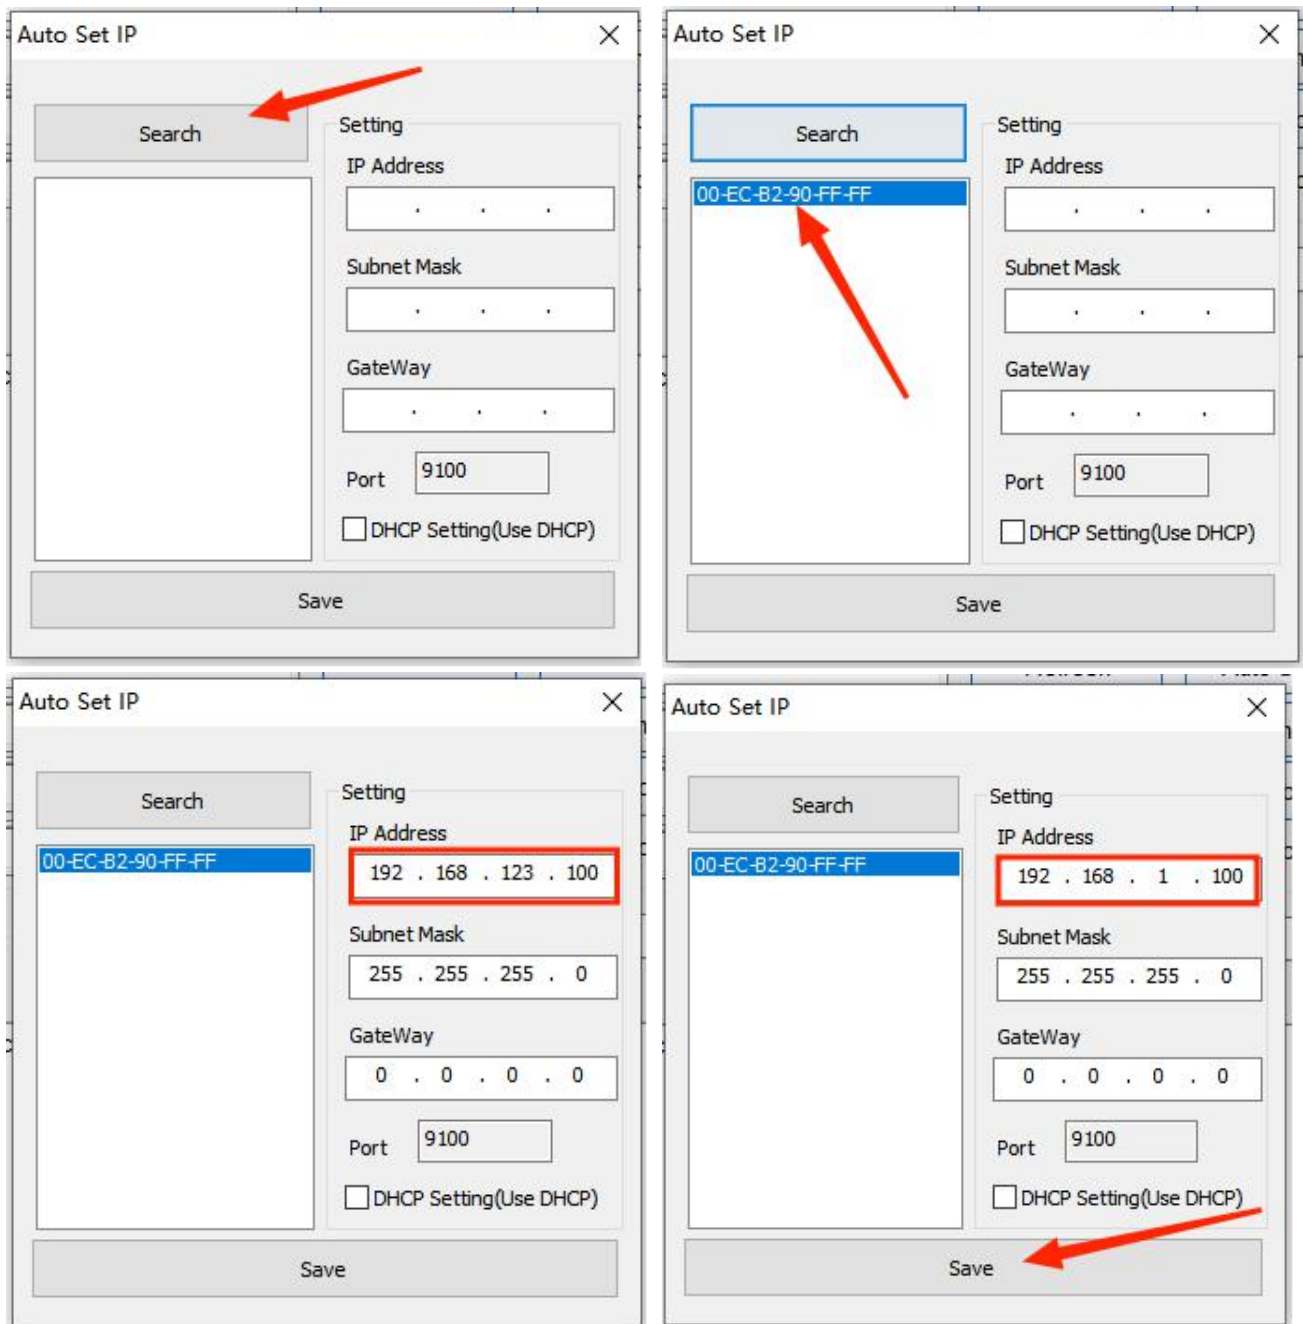 Auto Set IP
Search
Setting
IP Address
. . .
Subnet Mask
. . .
GateWay
. . .
Port 9100
DHCP Setting(Use DHCP)
Save
Auto Set IP
Search
00-EC-B2-90-FF-FF
Setting
IP Address
. . .
Subnet Mask
. . .
GateWay
. . .
Port 9100
DHCP Setting(Use DHCP)
Save
Auto Set IP
Search
00-EC-B2-90-FF-FF
Setting
IP Address
192 . 168 . 123 . 100
Subnet Mask
255 . 255 . 255 . 0
GateWay
0 . 0 . 0 . 0
Port 9100
DHCP Setting(Use DHCP)
Save
Auto Set IP
Search
00-EC-B2-90-FF-FF
Setting
IP Address
192 . 168 . 1 . 100
Subnet Mask
255 . 255 . 255 . 0
GateWay
0 . 0 . 0 . 0
Port 9100
DHCP Setting(Use DHCP)
Save